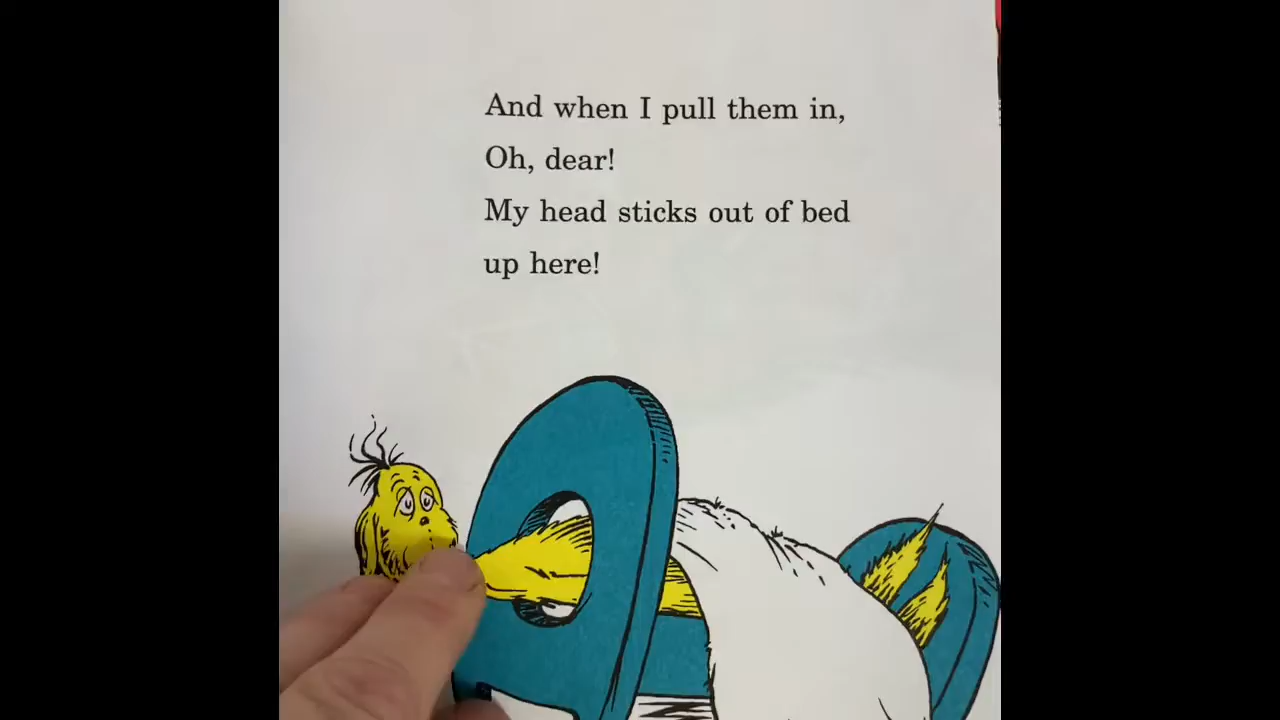 And when I pull them in,
Oh, dear!
My head sticks out of bed
up here!